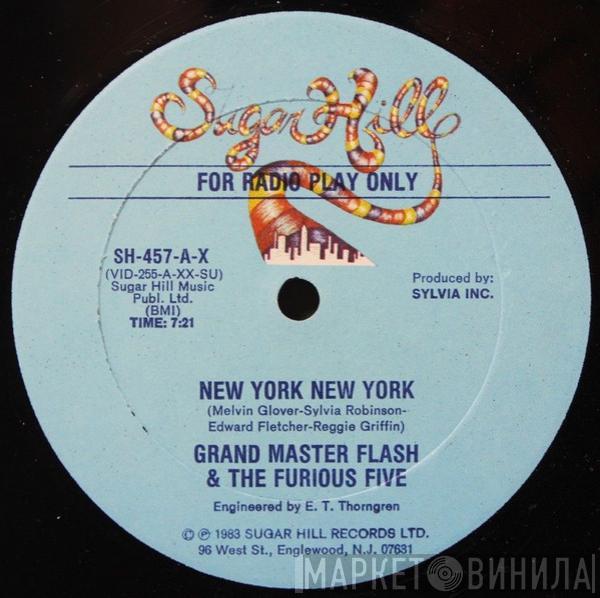 Sugar Hill
FOR RADIO PLAY ONLY
SH-457-A-X
(VID-255-A-XX-SU)
Sugar Hill Music
Publ. Ltd.
(BMI)
TIME: 7:21
Produced by:
SYLVIA INC.
NEW YORK NEW YORK
(Melvin Glover-Sylvia Robinson-
Edward Fletcher-Reggie Griffin)
GRAND MASTER FLASH
& THE FURIOUS FIVE
Engineered by E. T. Thorngren
© ℗ 1983 SUGAR HILL RECORDS LTD.
96 West St., Englewood, N.J. 07631
МАРКЕТ ВИНИЛА